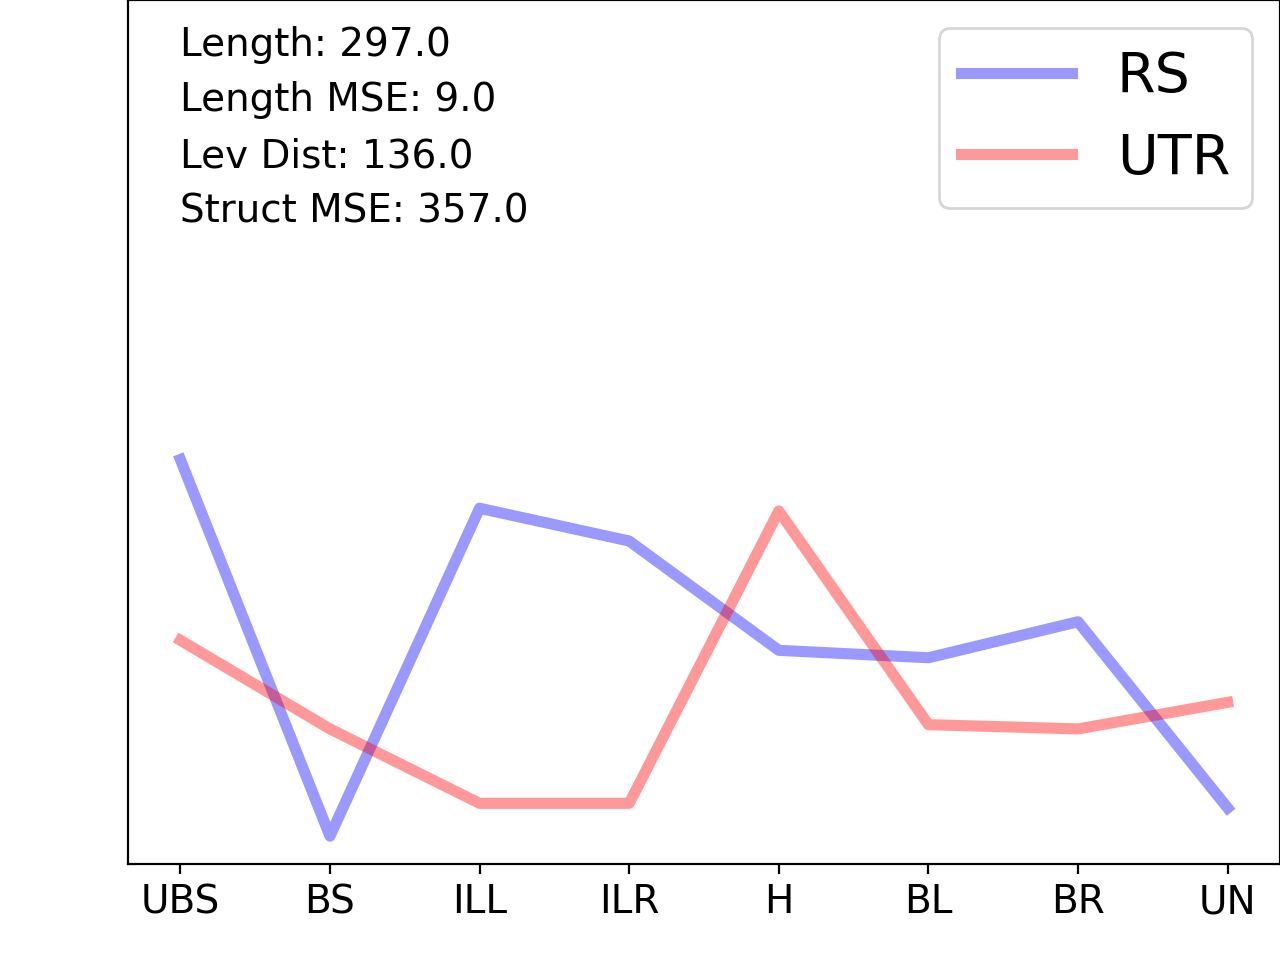 Length: 297.0
Length MSE: 9.0
Lev Dist: 136.0
Struct MSE: 357.0
RS
UTR
UBS BS ILL ILR H BL BR UN